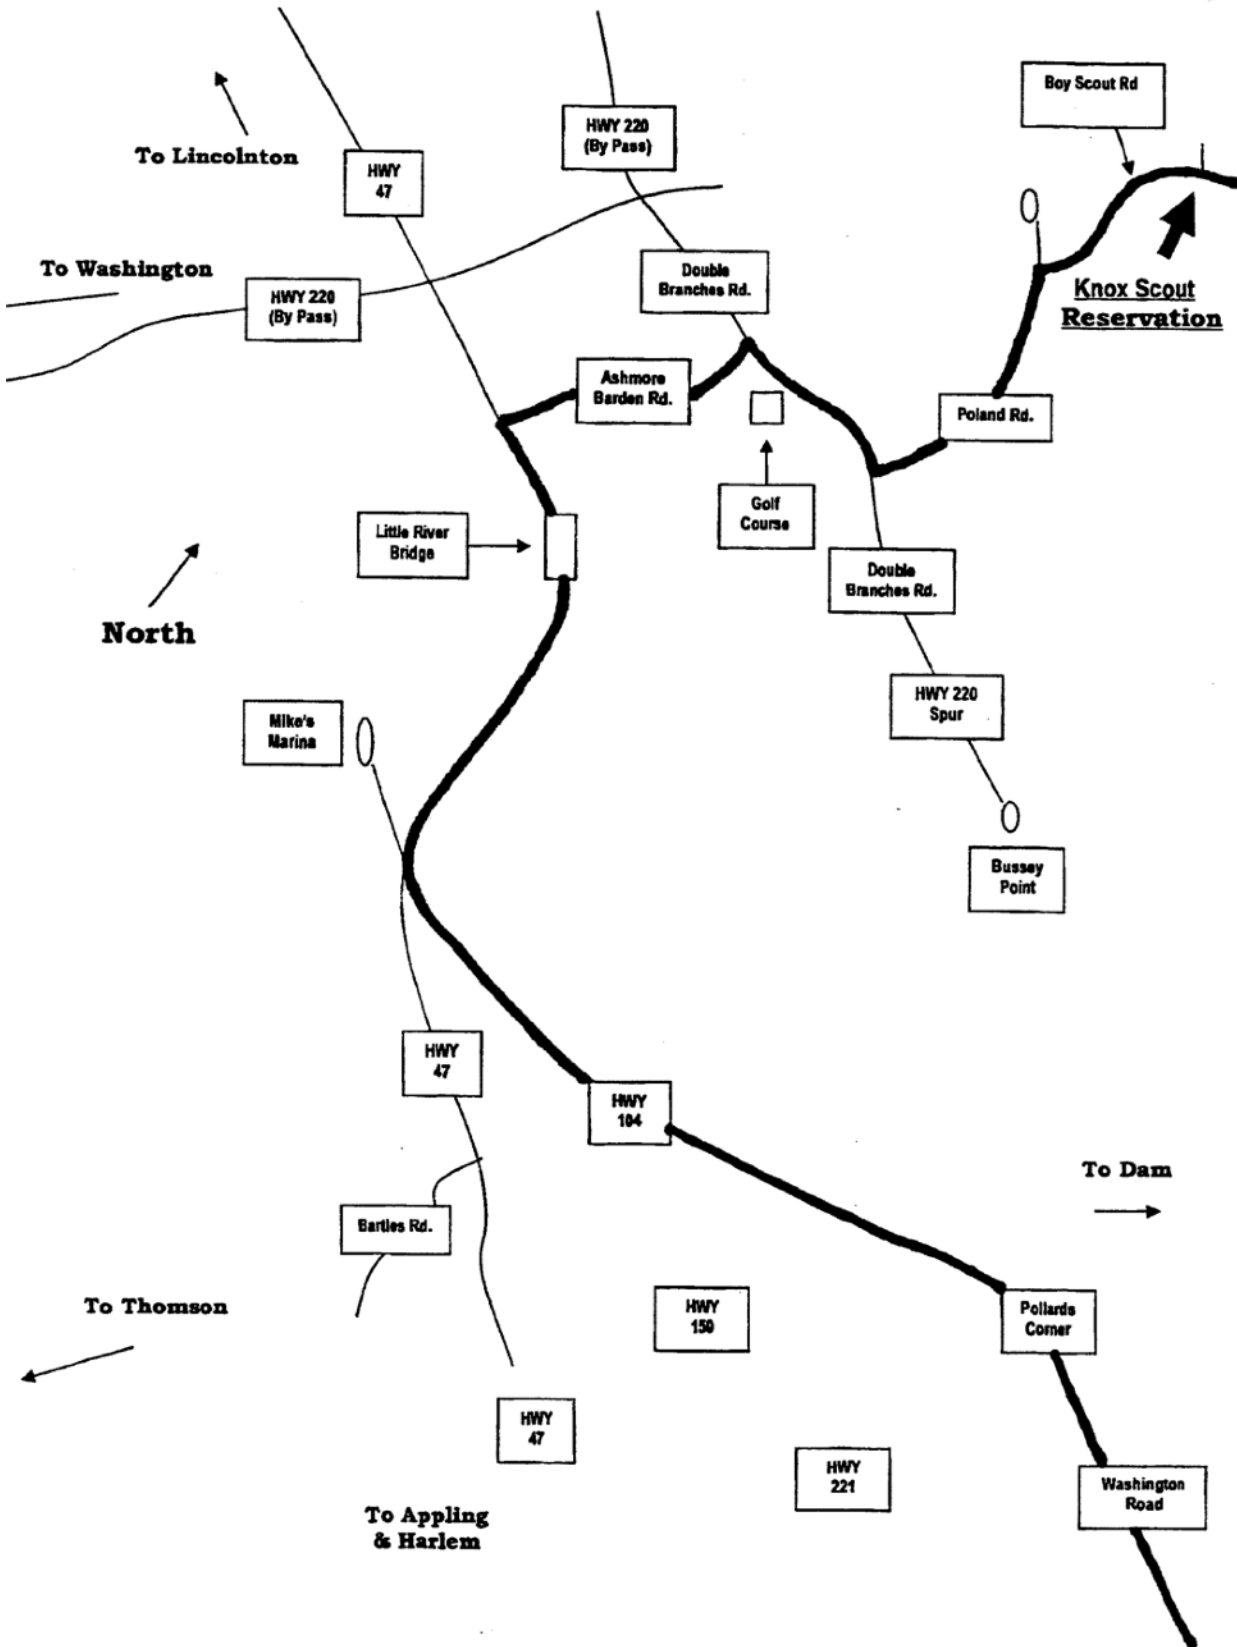 Boy Scout Rd
HWY 220
(By Pass)
To Lincolnton
HWY
47
To Washington
HWY 220
(By Pass)
Double
Branches Rd.
Knox Scout
Reservation
Ashmore
Barden Rd.
Poland Rd.
Golf
Course
Little River
Bridge
Double
Branches Rd.
North
HWY 220
Spur
Mike's
Marina
Bussey
Point
HWY
47
HWY
104
To Dam
Bartles Rd.
To Thomson
HWY
150
Pollards
Corner
HWY
47
HWY
221
Washington
Road
To Appling
& Harlem